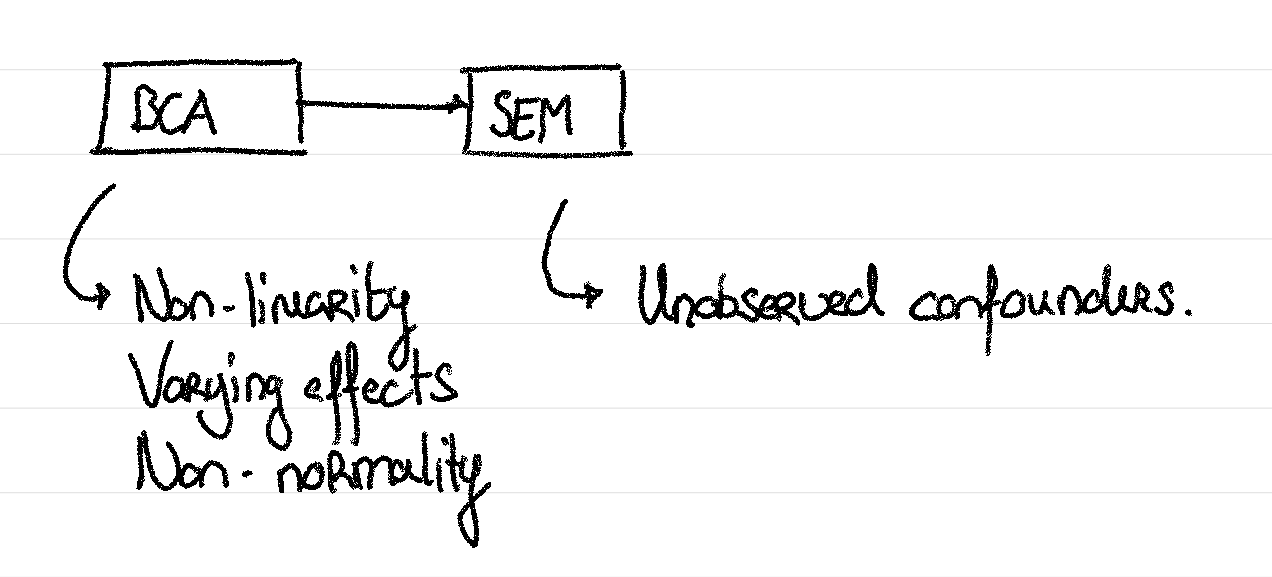 BCA SEM
Non-linearity Unobserved confounders.
Varying effects
Non-normality